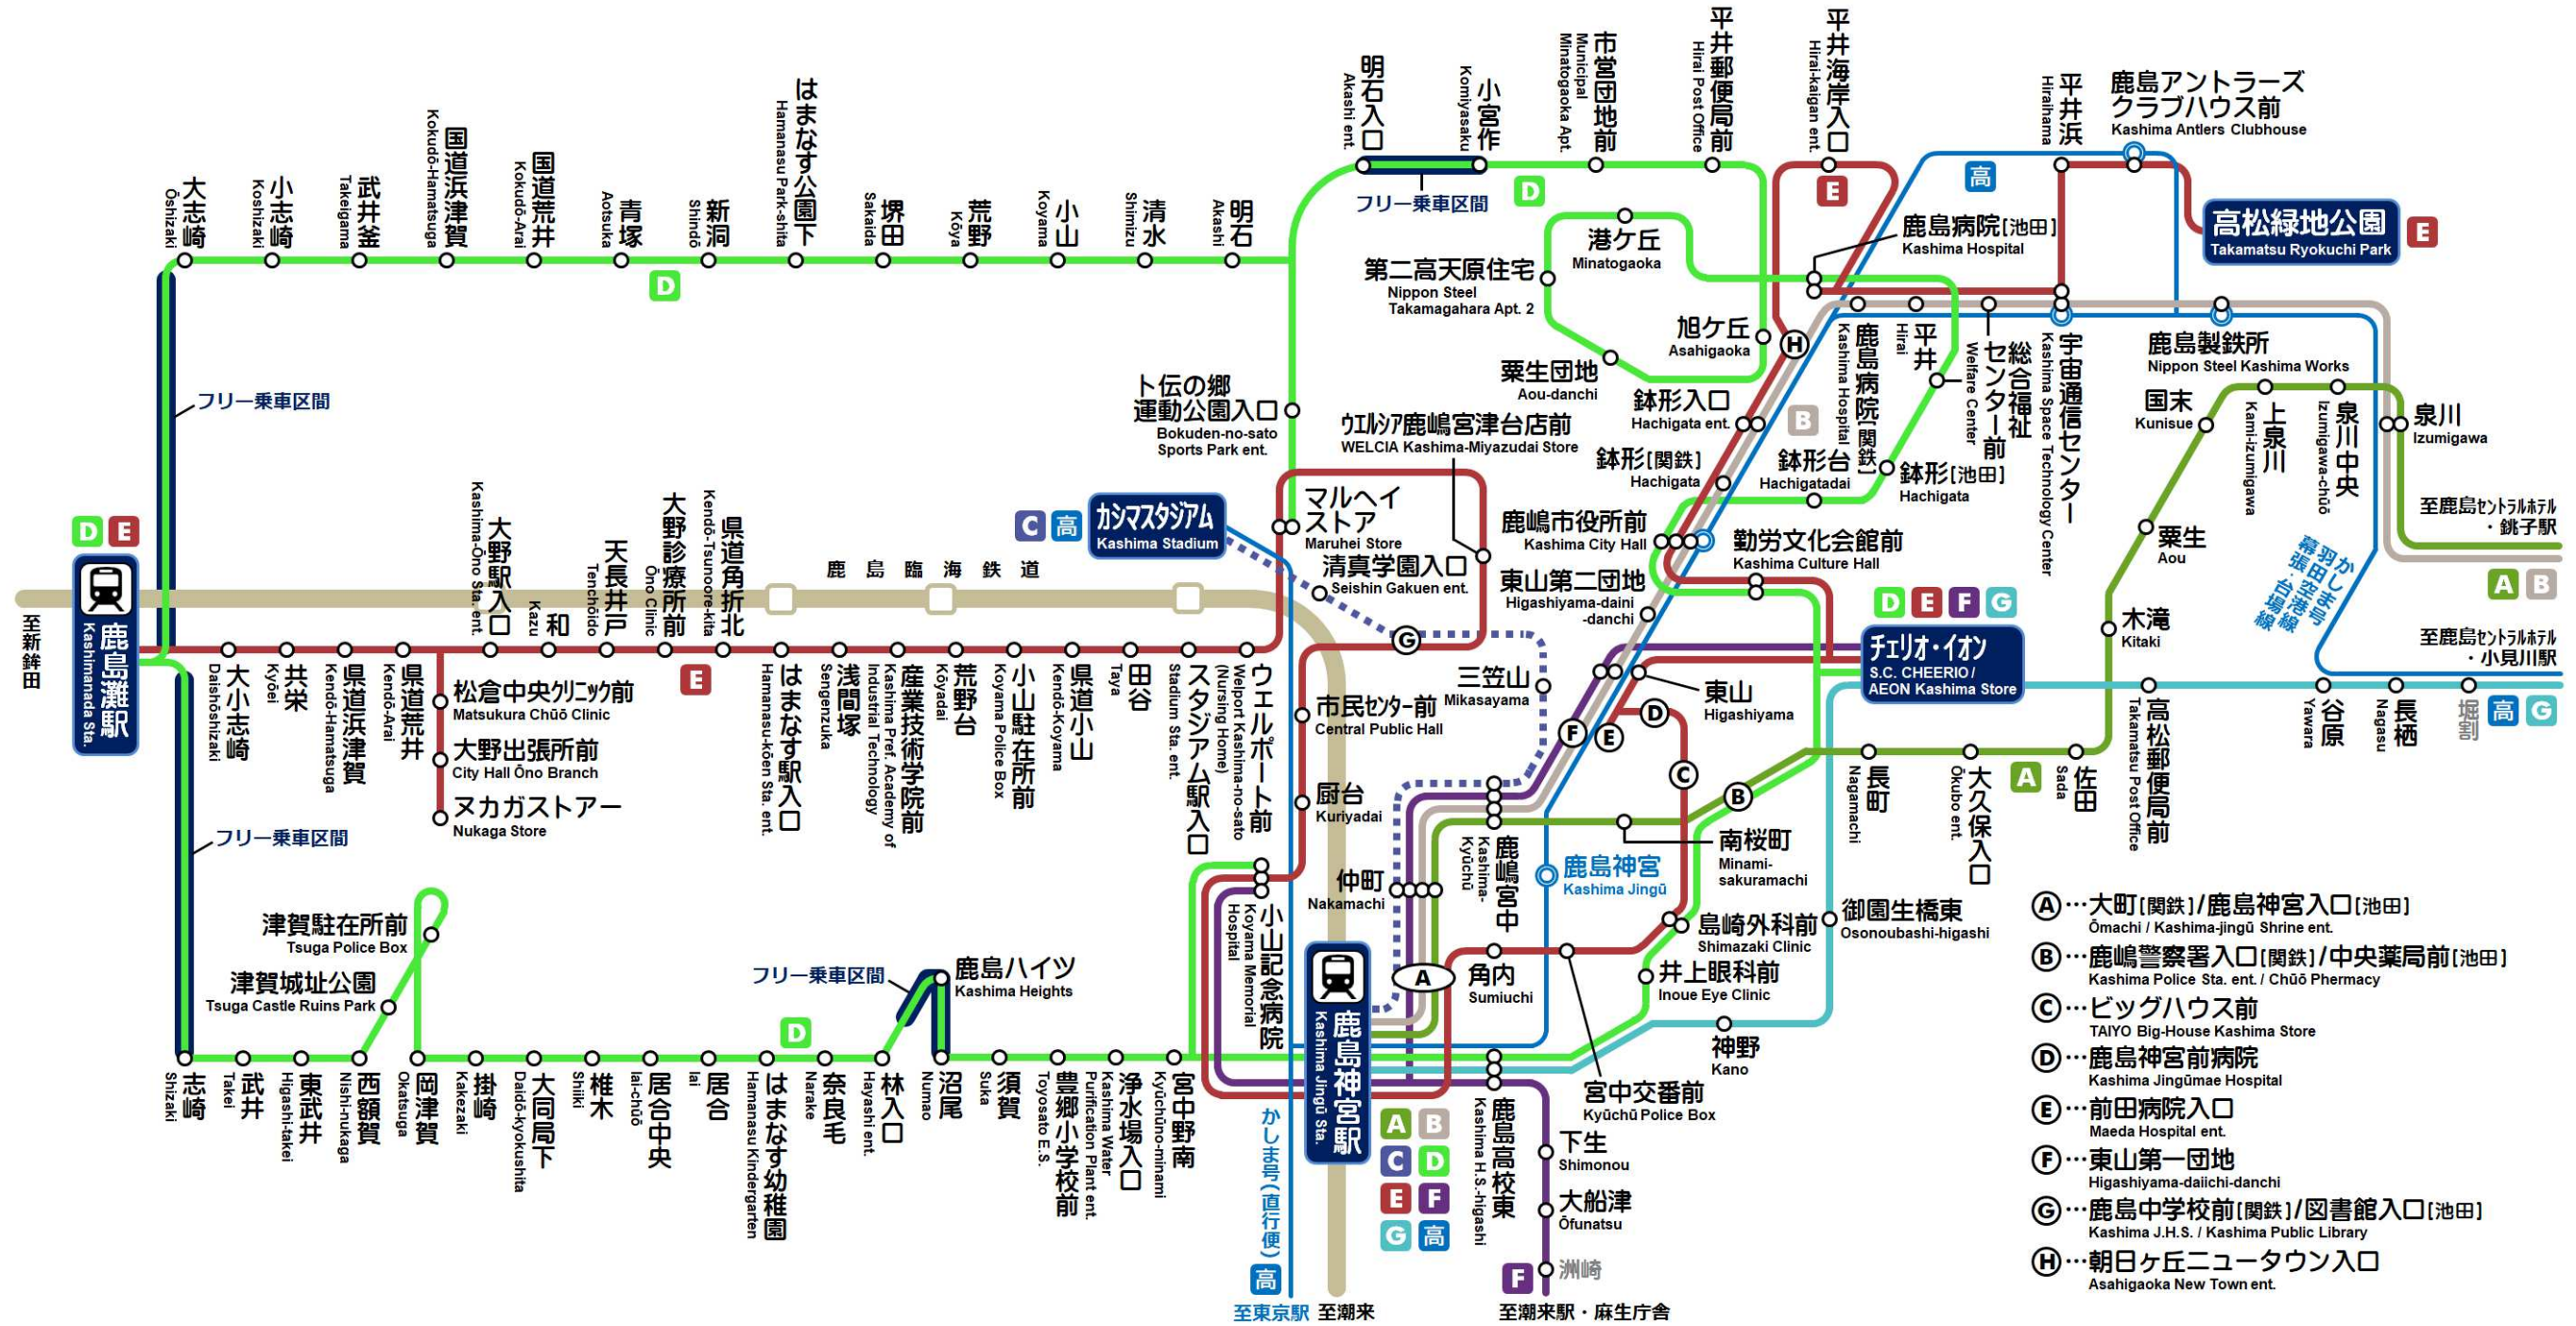 大志崎
Ōshizaki
小志崎
Koshizaki
武井釜
Takeigama
国道浜津賀
Kokudō-Hamatsuga
国道荒井
Kokudō-Arai
青塚
Aotsuka
新洞
Shindō
はまなす公園下
Hamanasu Park-shita
堺田
Sakaida
荒野
Kōya
小山
Koyama
清水
Shimizu
明石
Akashi
D
明石入口
Akashi ent.
小宮作
Komiyasaku
フリー乗車区間
市営団地前
Municipal
Minatogaoka Apt.
平井郵便局前
Hirai Post Office
D
平井海岸入口
Hirai-kaigan ent.
E
高
平井浜
Hiraihama
鹿島アントラーズ
クラブハウス前
Kashima Antlers Clubhouse
高松緑地公園
Takamatsu Ryokuchi Park
E
港ケ丘
Minatogaoka
第二高天原住宅
Nippon Steel
Takamagahara Apt. 2
粟生団地
Aou-danchi
旭ケ丘
Asahigaoka
H
鹿島病院[池田]
Kashima Hospital
鹿島病院[関鉄]
Kashima Hospital
平井
Hirai
総合福祉
センター前
Welfare Center
宇宙通信センター
Kashima Space Technology Center
鹿島製鉄所
Nippon Steel Kashima Works
国末
Kunisue
上泉川
Kami-izumigawa
泉川中央
Izumigawa-chūō
泉川
Izumigawa
粟生
Aou
木滝
Kitaki
至鹿島セントラルホテル
・銚子駅
A B
かしま号
羽田空港線
幕張・台場線
至鹿島セントラルホテル
・小見川駅
フリー乗車区間
卜伝の郷
運動公園入口
Bokuden-no-sato
Sports Park ent.
ウエルシア鹿嶋宮津台店前
WELCIA Kashima-Miyazudai Store
鉢形入口
Hachigata ent.
B
鉢形[関鉄]
Hachigata
鉢形台
Hachigatadai
鉢形[池田]
Hachigata
鹿嶋市役所前
Kashima City Hall
勤労文化会館前
Kashima Culture Hall
東山第二団地
Higashiyama-daini
-danchi
D E F G
チェリオ・イオン
S.C. CHEERIO /
AEON Kashima Store
C 高
カシマスタジアム
Kashima Stadium
マルヘイ
ストア
Maruhei Store
清真学園入口
Seishin Gakuen ent.
G
三笠山
Mikasayama
市民センター前
Central Public Hall
厨台
Kuriyadai
D E
鹿島灘駅
Kashimanada Sta.
至新鉾田
鹿島臨海鉄道
大小志崎
Daishōshizaki
共栄
Kyōei
県道浜津賀
Kendō-Hamatsuga
県道荒井
Kendō-Arai
大野駅入口
Kashima-Ōno Sta. ent.
和
Kazu
天長井戸
Tenchōido
大野診療所前
Ōno Clinic
県道角折北
Kendō-Tsunoore-kita
E
はまなす駅入口
Hamanasu-kōen Sta. ent.
浅間塚
Sengenzuka
産業技術学院前
Kashima Pref. Academy of
Industrial Technology
荒野台
Kōyadai
小山駐在所前
Koyama Police Box
県道小山
Kendō-Koyama
田谷
Taya
スタジアム駅入口
Stadium Sta. ent.
ウェルポート前
Welport Kashima-no-sato
(Nursing Home)
松倉中央クリニック前
Matsukura Chūō Clinic
大野出張所前
City Hall Ōno Branch
ヌカガストアー
Nukaga Store
東山
Higashiyama
F
E
D
C
B
鹿嶋宮中
Kashima-
Kyūchū
南桜町
Minami-
sakuramachi
仲町
Nakamachi
鹿島神宮
Kashima Jingū
長町
Nagamachi
大久保入口
Ōkubo ent.
A
佐田
Sada
高松郵便局前
Takamatsu Post Office
谷原
Yawara
長栖
Nagasu
堀割
高 G
御園生橋東
Osonoubashi-higashi
島崎外科前
Shimazaki Clinic
井上眼科前
Inoue Eye Clinic
神野
Kano
角内
Sumiuchi
宮中交番前
Kyūchū Police Box
A
小山記念病院
Koyama Memorial
Hospital
鹿島神宮駅
Kashima Jingū Sta.
A B
C D
E F
G 高
鹿島高校東
Kashima H.S.-higashi
下生
Shimonou
大船津
Ōfunatsu
洲崎
F
至潮来駅・麻生庁舎
かしま号(直行便)
高
至東京駅
至潮来
フリー乗車区間
津賀駐在所前
Tsuga Police Box
津賀城址公園
Tsuga Castle Ruins Park
フリー乗車区間
鹿島ハイツ
Kashima Heights
D
志崎
Shizaki
武井
Takei
東武井
Higashi-takei
西額賀
Nishi-nukaga
岡津賀
Okatsuga
掛崎
Kakezaki
大同局下
Daidō-kyokushita
椎木
Shiiki
居合中央
Iai-chūō
居合
Iai
はまなす幼稚園
Hamanasu Kindergarten
奈良毛
Narake
林入口
Hayashi ent.
沼尾
Numao
須賀
Suka
豊郷小学校前
Toyosato E.S.
浄水場入口
Kashima Water
Purification Plant ent.
宮中野南
Kyūchūno-minami
A…大町[関鉄]/鹿島神宮入口[池田]
Ōmachi / Kashima-jingū Shrine ent.
B…鹿嶋警察署入口[関鉄]/中央薬局前[池田]
Kashima Police Sta. ent. / Chūō Phermacy
C…ビッグハウス前
TAIYO Big-House Kashima Store
D…鹿島神宮前病院
Kashima Jingūmae Hospital
E…前田病院入口
Maeda Hospital ent.
F…東山第一団地
Higashiyama-daiichi-danchi
G…鹿島中学校前[関鉄]/図書館入口[池田]
Kashima J.H.S. / Kashima Public Library
H…朝日ヶ丘ニュータウン入口
Asahigaoka New Town ent.